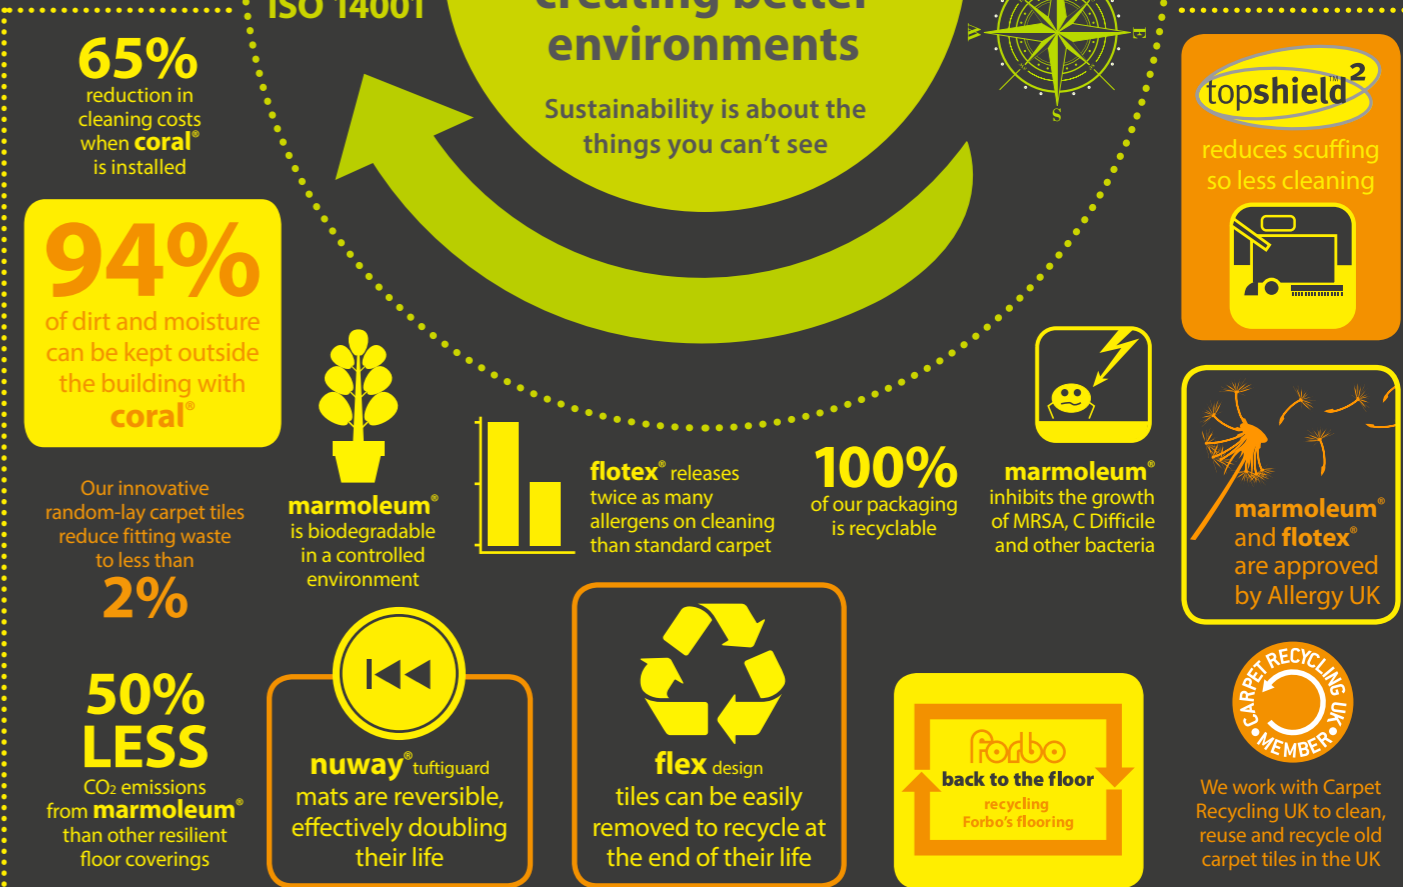 ISO 14001
creating better
environments
Sustainability is about the
things you can't see
W
E
S
65%
reduction in
cleaning costs
when coral®
is installed
94%
of dirt and moisture
can be kept outside
the building with
coral®
Our innovative
random-lay carpet tiles
reduce fitting waste
to less than
2%
50%
LESS
CO₂ emissions
from marmoleum®
than other resilient
floor coverings
marmoleum®
is biodegradable
in a controlled
environment
flotex® releases
twice as many
allergens on cleaning
than standard carpet
100%
of our packaging
is recyclable
marmoleum®
inhibits the growth
of MRSA, C Difficile
and other bacteria
topshield™2
reduces scuffing
so less cleaning
marmoleum®
and flotex®
are approved
by Allergy UK
nuway® tuftiguard
mats are reversible,
effectively doubling
their life
flex design
tiles can be easily
removed to recycle at
the end of their life
forbo
back to the floor
recycling
Forbo's flooring
CARPET RECYCLING UK
•MEMBER•
We work with Carpet
Recycling UK to clean,
reuse and recycle old
carpet tiles in the UK